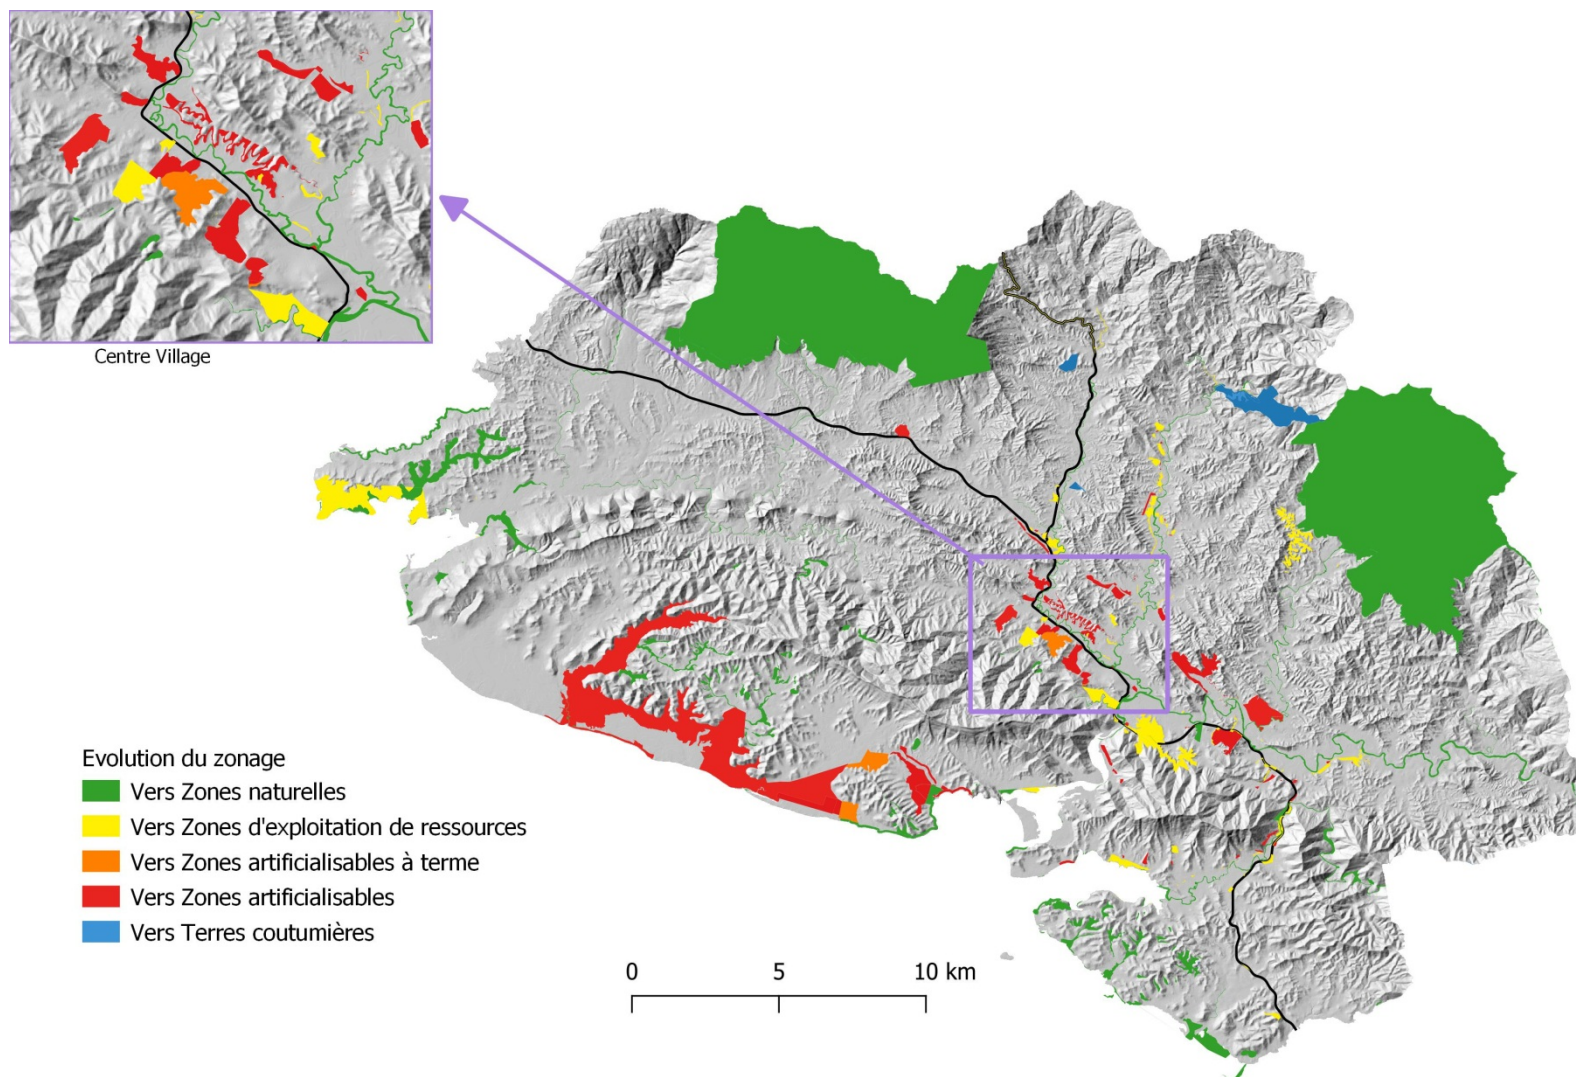 Centre Village
Evolution du zonage
Vers Zones naturelles
Vers Zones d'exploitation de ressources
Vers Zones artificialisables à terme
Vers Zones artificialisables
Vers Terres coutumières
0 5 10 km